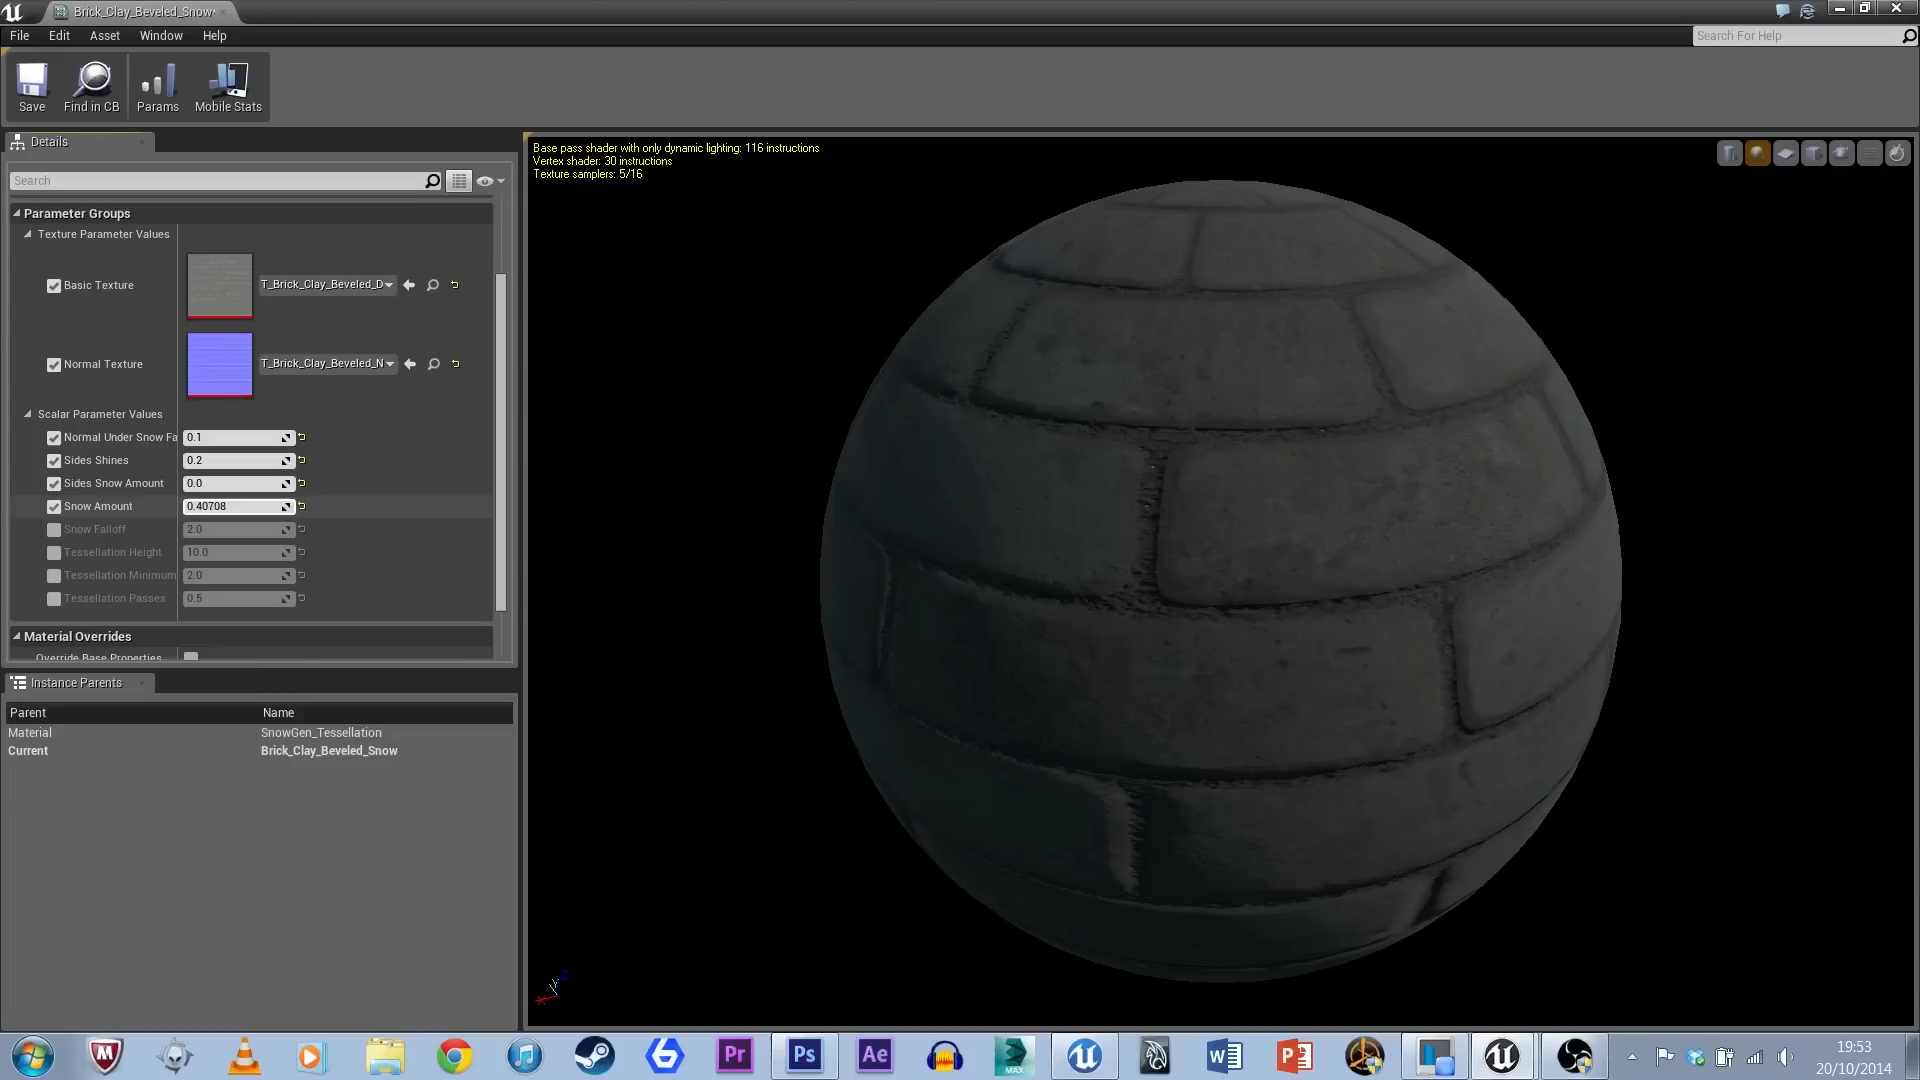 Brick_Clay_Beveled_Snow*
File Edit Asset Window Help
Search For Help
Save Find in CB Params Mobile Stats
Details
Search
Parameter Groups
Texture Parameter Values
Basic Texture T_Brick_Clay_Beveled_D
Normal Texture T_Brick_Clay_Beveled_N
Scalar Parameter Values
Normal Under Snow Fa 0.1
Sides Shines 0.2
Sides Snow Amount 0.0
Snow Amount 0.40708
Snow Falloff 2.0
Tessellation Height 10.0
Tessellation Minimum 2.0
Tessellation Passes 0.5
Material Overrides
Override Base Properties
Instance Parents
Parent Name
Material SnowGen_Tessellation
Current Brick_Clay_Beveled_Snow
Base pass shader with only dynamic lighting: 116 instructions
Vertex shader: 30 instructions
Texture samplers: 5/16
Z
Y
X
Pr Ps Ae MAX
19:53
20/10/2014